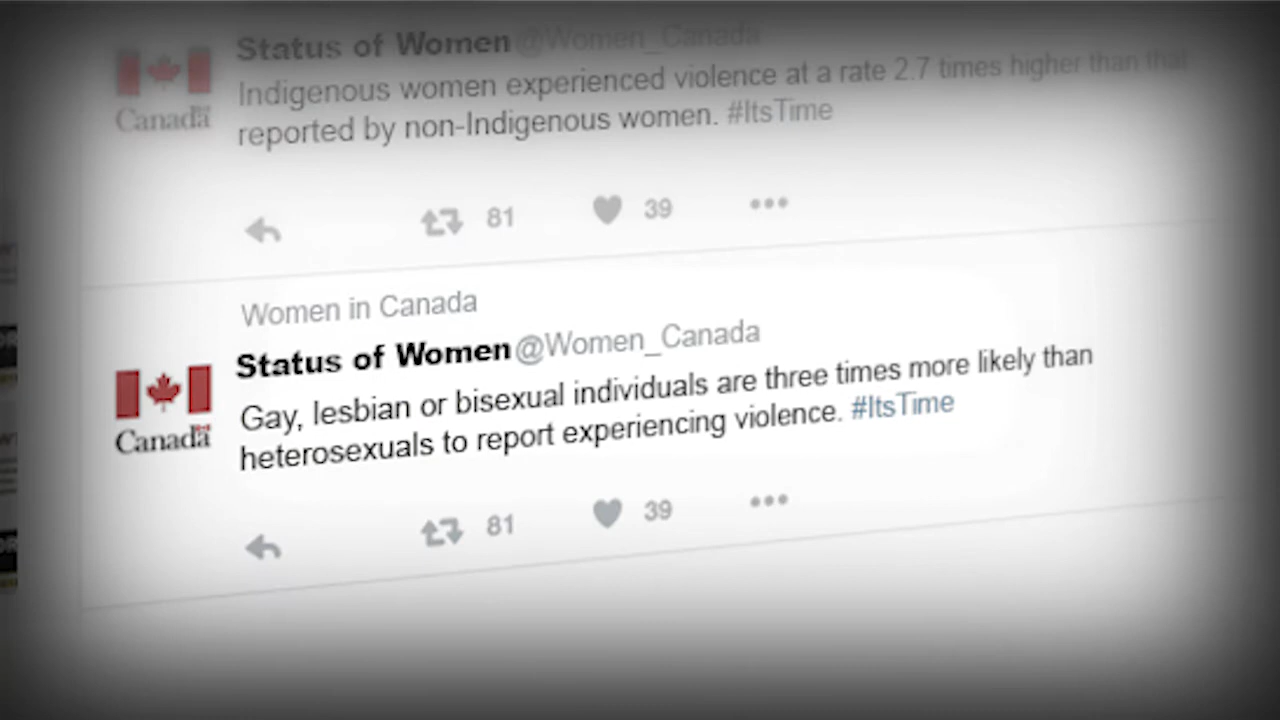 Status of Women @Women_Canada
Indigenous women experienced violence at a rate 2.7 times higher than that
Canada
reported by non-Indigenous women. #ItsTime
81
39
Women in Canada
Status of Women @Women_Canada
Gay, lesbian or bisexual individuals are three times more likely than
Canada
heterosexuals to report experiencing violence. #ItsTime
81
39